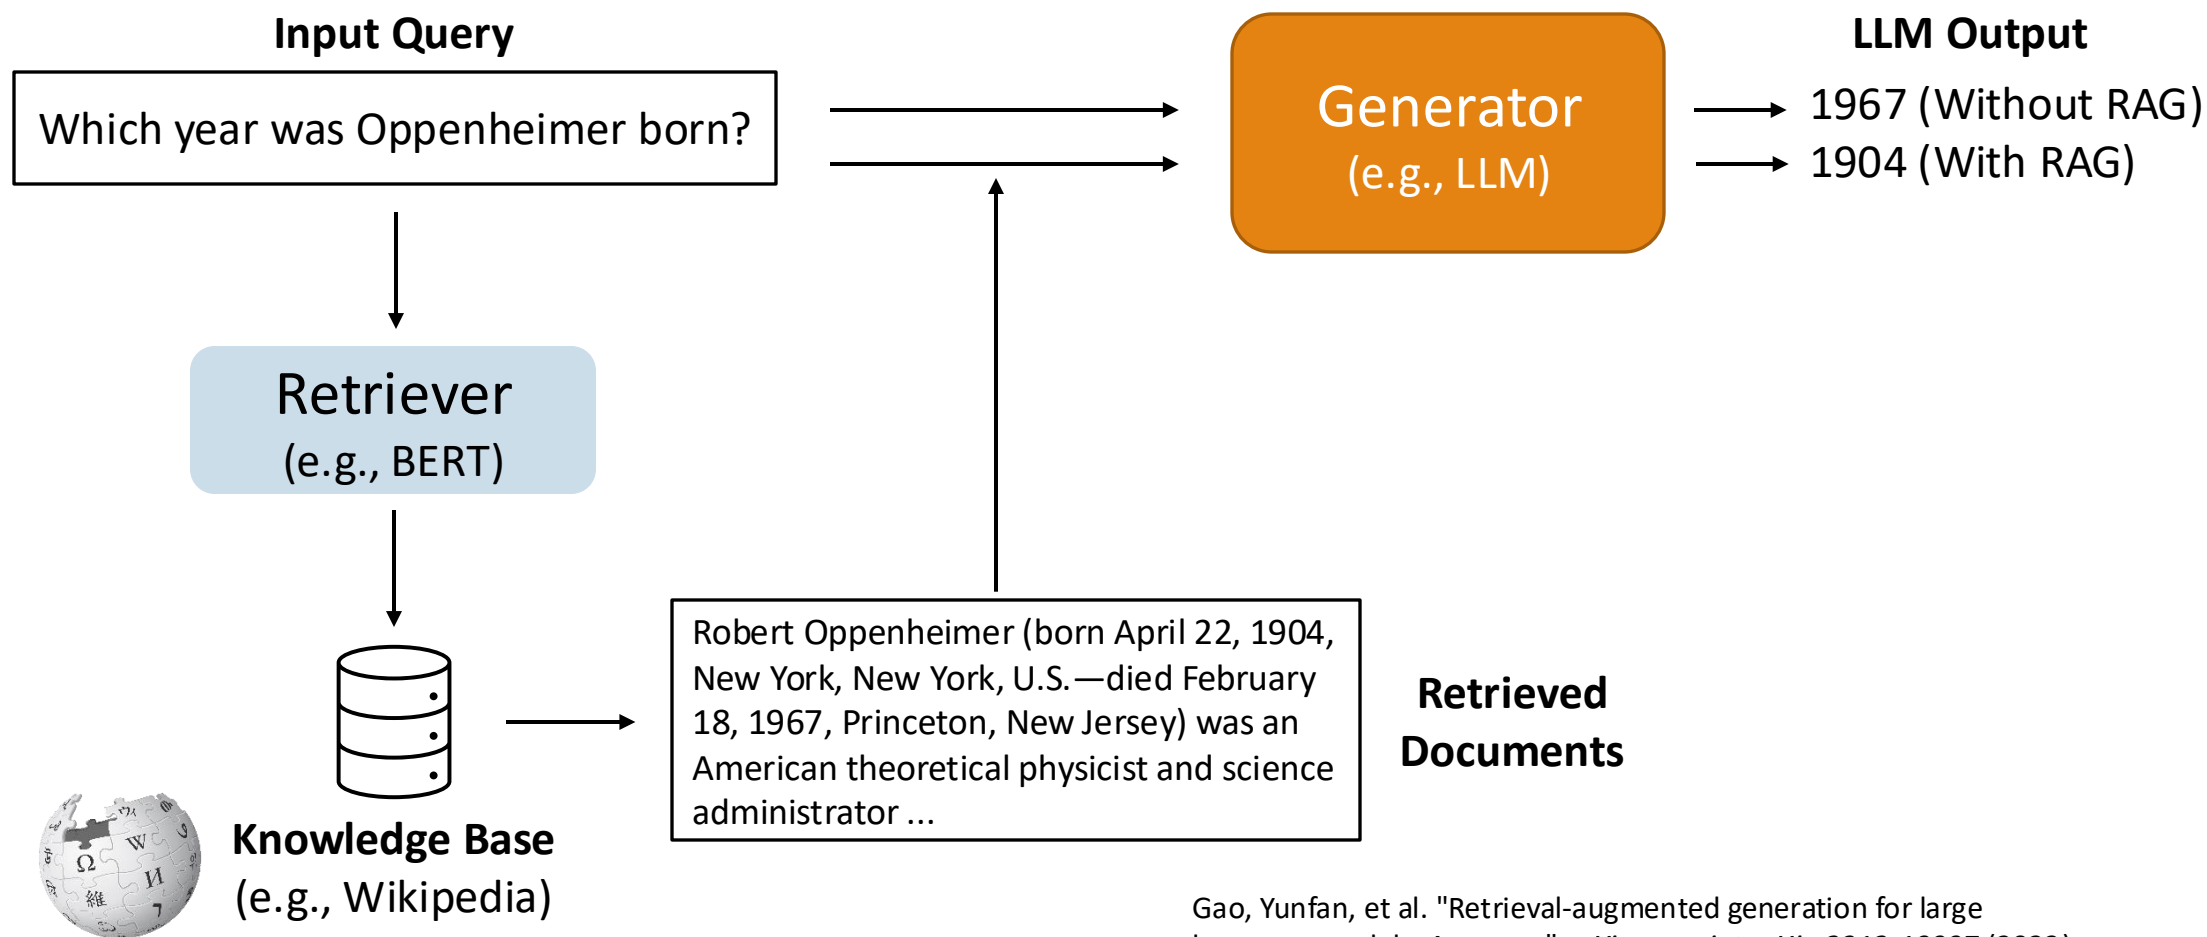 Input Query
Which year was Oppenheimer born?
Generator
(e.g., LLM)
LLM Output
1967 (Without RAG)
1904 (With RAG)
Retriever
(e.g., BERT)
Knowledge Base
(e.g., Wikipedia)
Robert Oppenheimer (born April 22, 1904,
New York, New York, U.S.—died February
18, 1967, Princeton, New Jersey) was an
American theoretical physicist and science
administrator ...
Retrieved
Documents
Ω
W
И
維
Gao, Yunfan, et al. "Retrieval-augmented generation for large